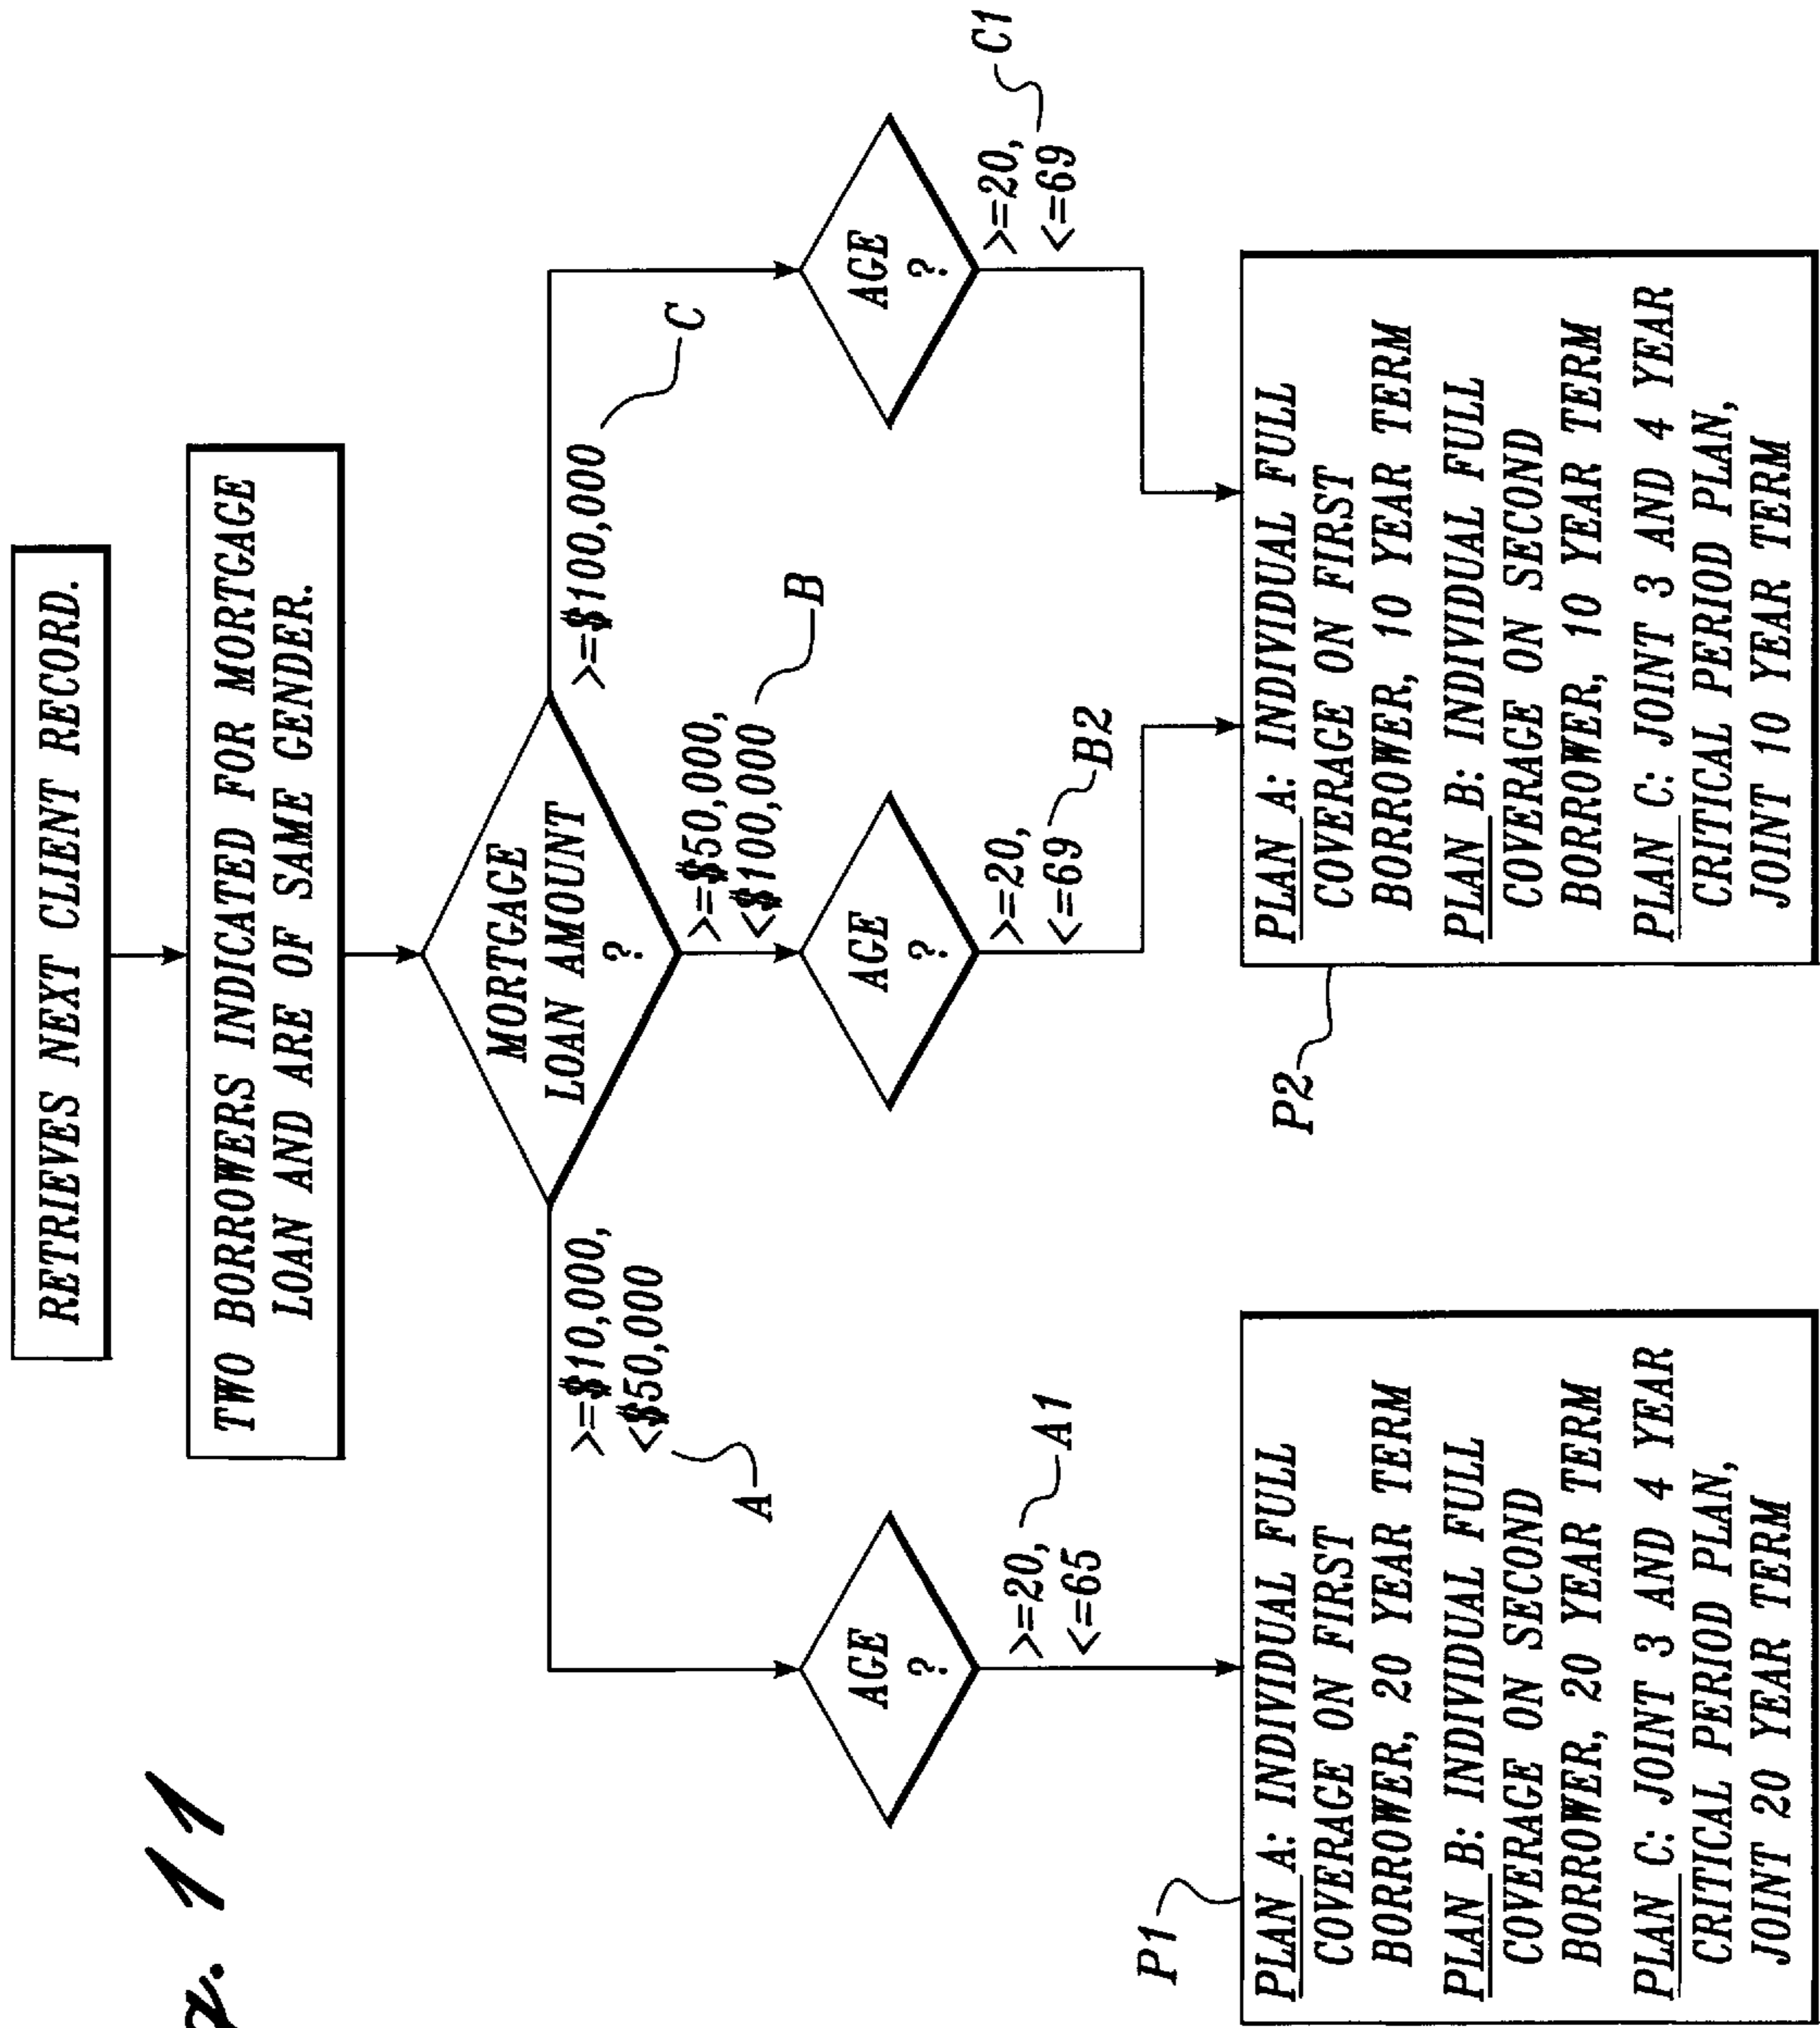 11
RETRIEVES NEXT CLIENT RECORD.
TWO BORROWERS INDICATED FOR MORTGAGE
LOAN AND ARE OF SAME GENDER.
MORTGAGE
LOAN AMOUNT
?
>=$10,000,
<$50,000
A
>=$50,000,
<$100,000
B
>=$100,000
C
AGE
?
>=20,
<=65
A1
AGE
?
>=20,
<=69
B2
AGE
?
>=20,
<=69
C1
P1
PLAN A: INDIVIDUAL FULL
COVERAGE ON FIRST
BORROWER, 20 YEAR TERM
PLAN B: INDIVIDUAL FULL
COVERAGE ON SECOND
BORROWER, 20 YEAR TERM
PLAN C: JOINT 3 AND 4 YEAR
CRITICAL PERIOD PLAN,
JOINT 20 YEAR TERM
P2
PLAN A: INDIVIDUAL FULL
COVERAGE ON FIRST
BORROWER, 10 YEAR TERM
PLAN B: INDIVIDUAL FULL
COVERAGE ON SECOND
BORROWER, 10 YEAR TERM
PLAN C: JOINT 3 AND 4 YEAR
CRITICAL PERIOD PLAN,
JOINT 10 YEAR TERM